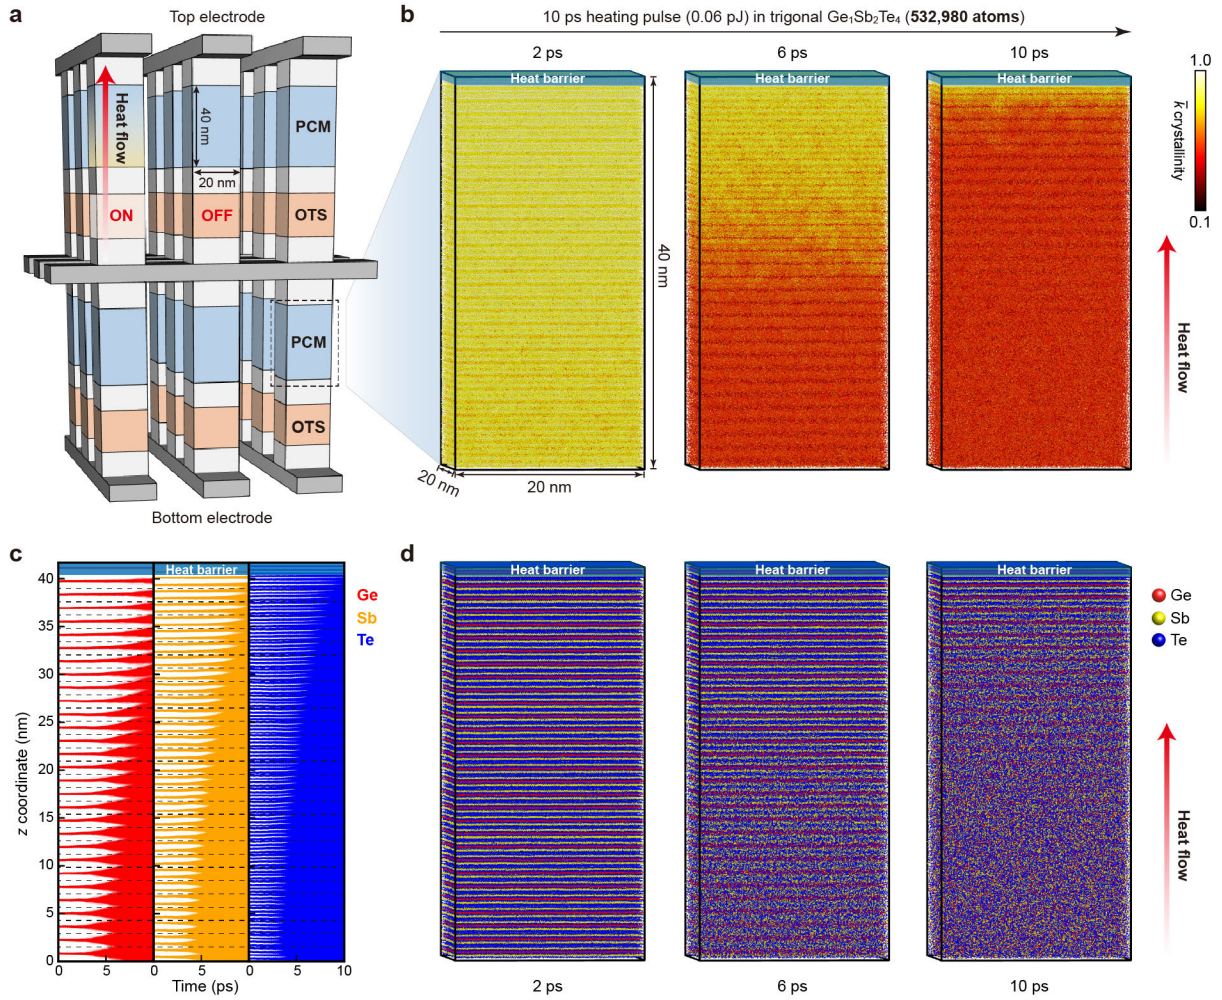 a
Top electrode
Heat flow
40 nm
20 nm
PCM
ON
OFF
OTS
PCM
OTS
Bottom electrode
b
10 ps heating pulse (0.06 pJ) in trigonal Ge₁Sb₂Te₄ (532,980 atoms)
2 ps
6 ps
10 ps
Heat barrier
Heat barrier
Heat barrier
40 nm
20 nm
20 nm
1.0
k̅ crystallinity
0.1
Heat flow
c
Heat barrier
40
35
30
25
20
15
10
5
0
z coordinate (nm)
0
5
0
5
0
5
10
Time (ps)
Ge
Sb
Te
d
Heat barrier
Heat barrier
Heat barrier
Ge
Sb
Te
Heat flow
2 ps
6 ps
10 ps